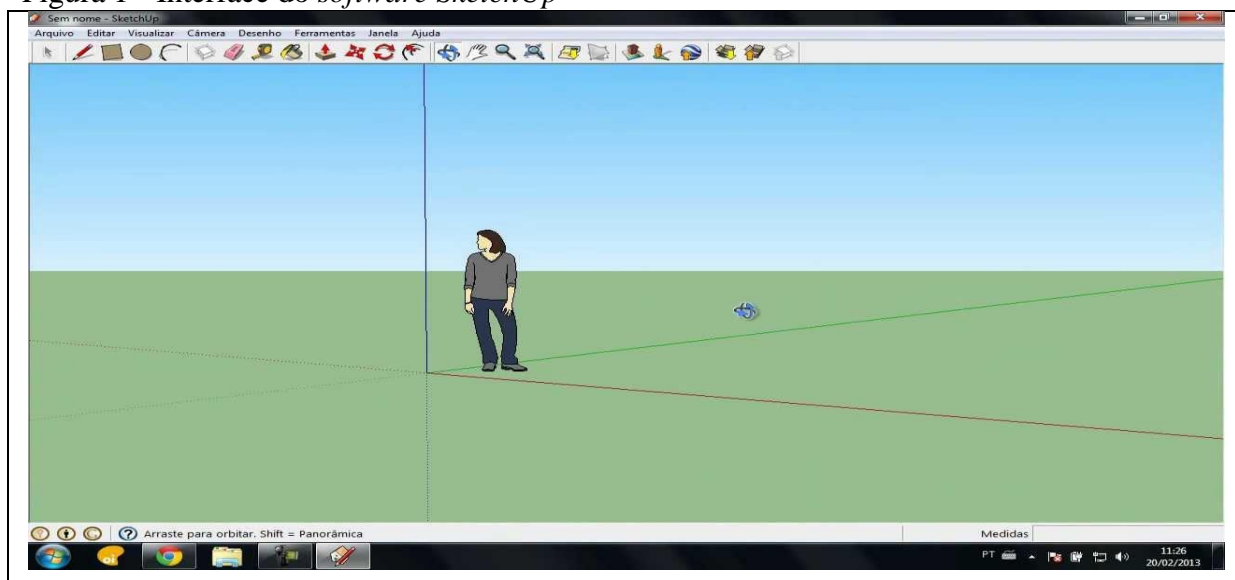 Figura 1 - Interface do software SketchUp
Sem nome - SketchUp
Arquivo Editar Visualizar Câmera Desenho Ferramentas Janela Ajuda
Arraste para orbitar. Shift = Panorâmica
Medidas
oi
PT
11:26
20/02/2013